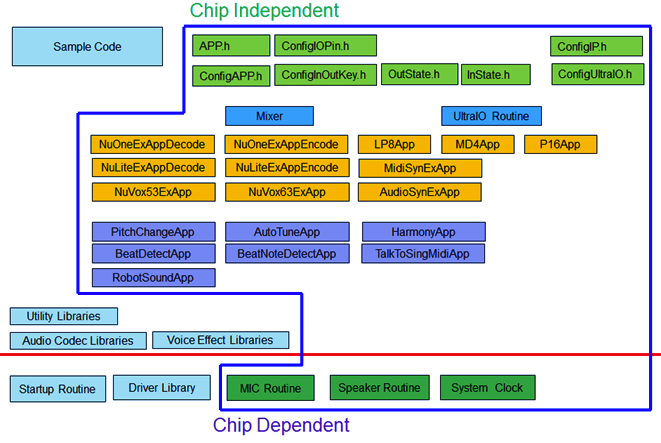 Chip Independent
Sample Code
APP.h
ConfigIOPin.h
ConfigIP.h
ConfigAPP.h
ConfigInOutKey.h
OutState.h
InState.h
ConfigUltraIO.h
Mixer
UltraIO Routine
NuOneExAppDecode
NuOneExAppEncode
LP8App
MD4App
P16App
NuLiteExAppDecode
NuLiteExAppEncode
MidiSynExApp
NuVox53ExApp
NuVox63ExApp
AudioSynExApp
PitchChangeApp
AutoTuneApp
HarmonyApp
BeatDetectApp
BeatNoteDetectApp
TalkToSingMidiApp
RobotSoundApp
Utility Libraries
Audio Codec Libraries
Voice Effect Libraries
Startup Routine
Driver Library
MIC Routine
Speaker Routine
System Clock
Chip Dependent